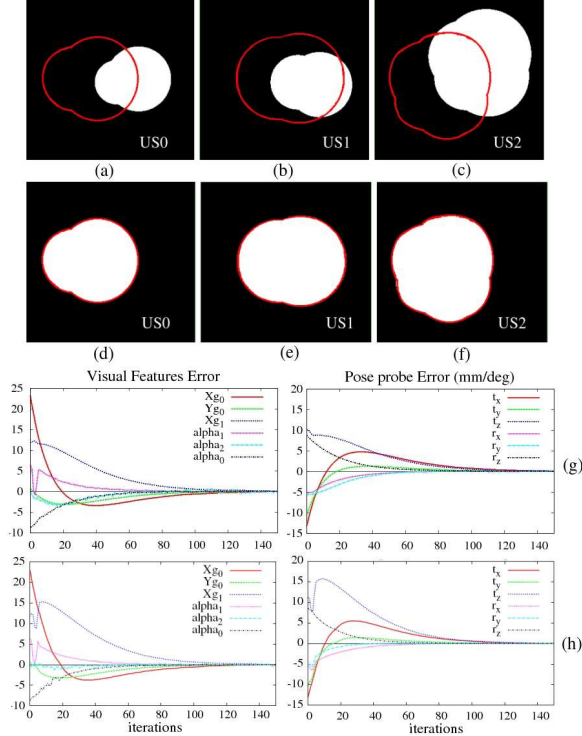 US0
US1
US2
(a)
(b)
(c)
US0
US1
US2
(d)
(e)
(f)
Visual Features Error
Pose probe Error (mm/deg)
25
20
15
10
5
0
-5
-10
0 20 40 60 80 100 120 140
Xg0
Yg0
Xg1
alpha1
alpha2
alpha0
20
15
10
5
0
-5
-10
-15
0 20 40 60 80 100 120 140
tx
ty
tz
rx
ry
rz
(g)
25
20
15
10
5
0
-5
-10
0 20 40 60 80 100 120 140
iterations
Xg0
Yg0
Xg1
alpha1
alpha2
alpha0
20
15
10
5
0
-5
-10
-15
0 20 40 60 80 100 120 140
iterations
tx
ty
tz
rx
ry
rz
(h)